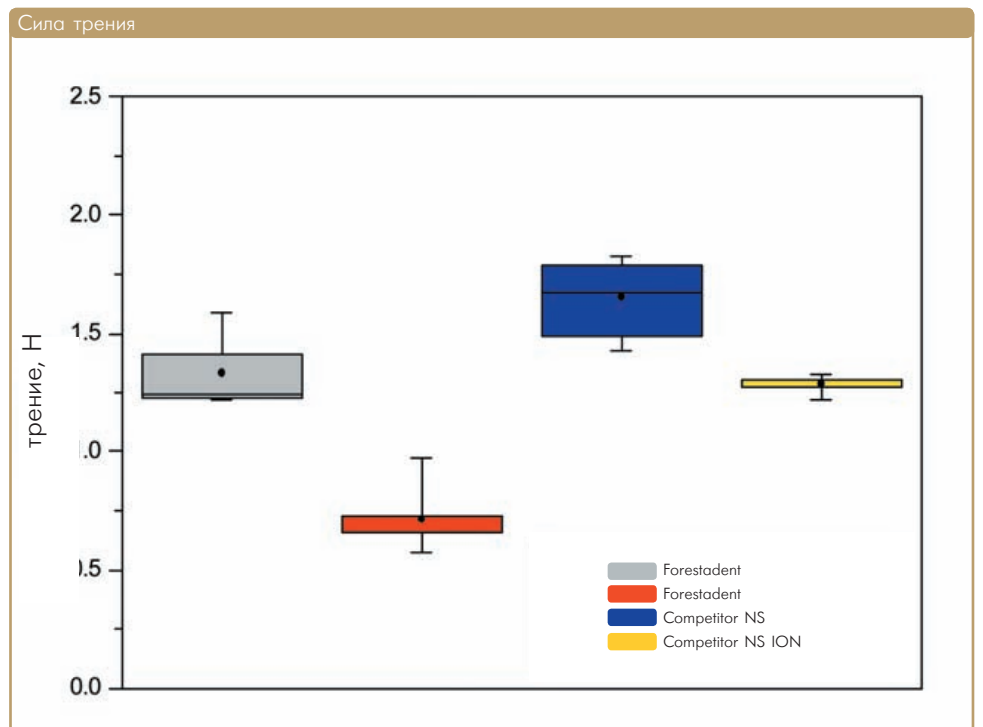 Сила трения
2.5
2.0
1.5
.0
.5
0.0
трение, Н
Forestadent
Forestadent
Competitor NS
Competitor NS ION